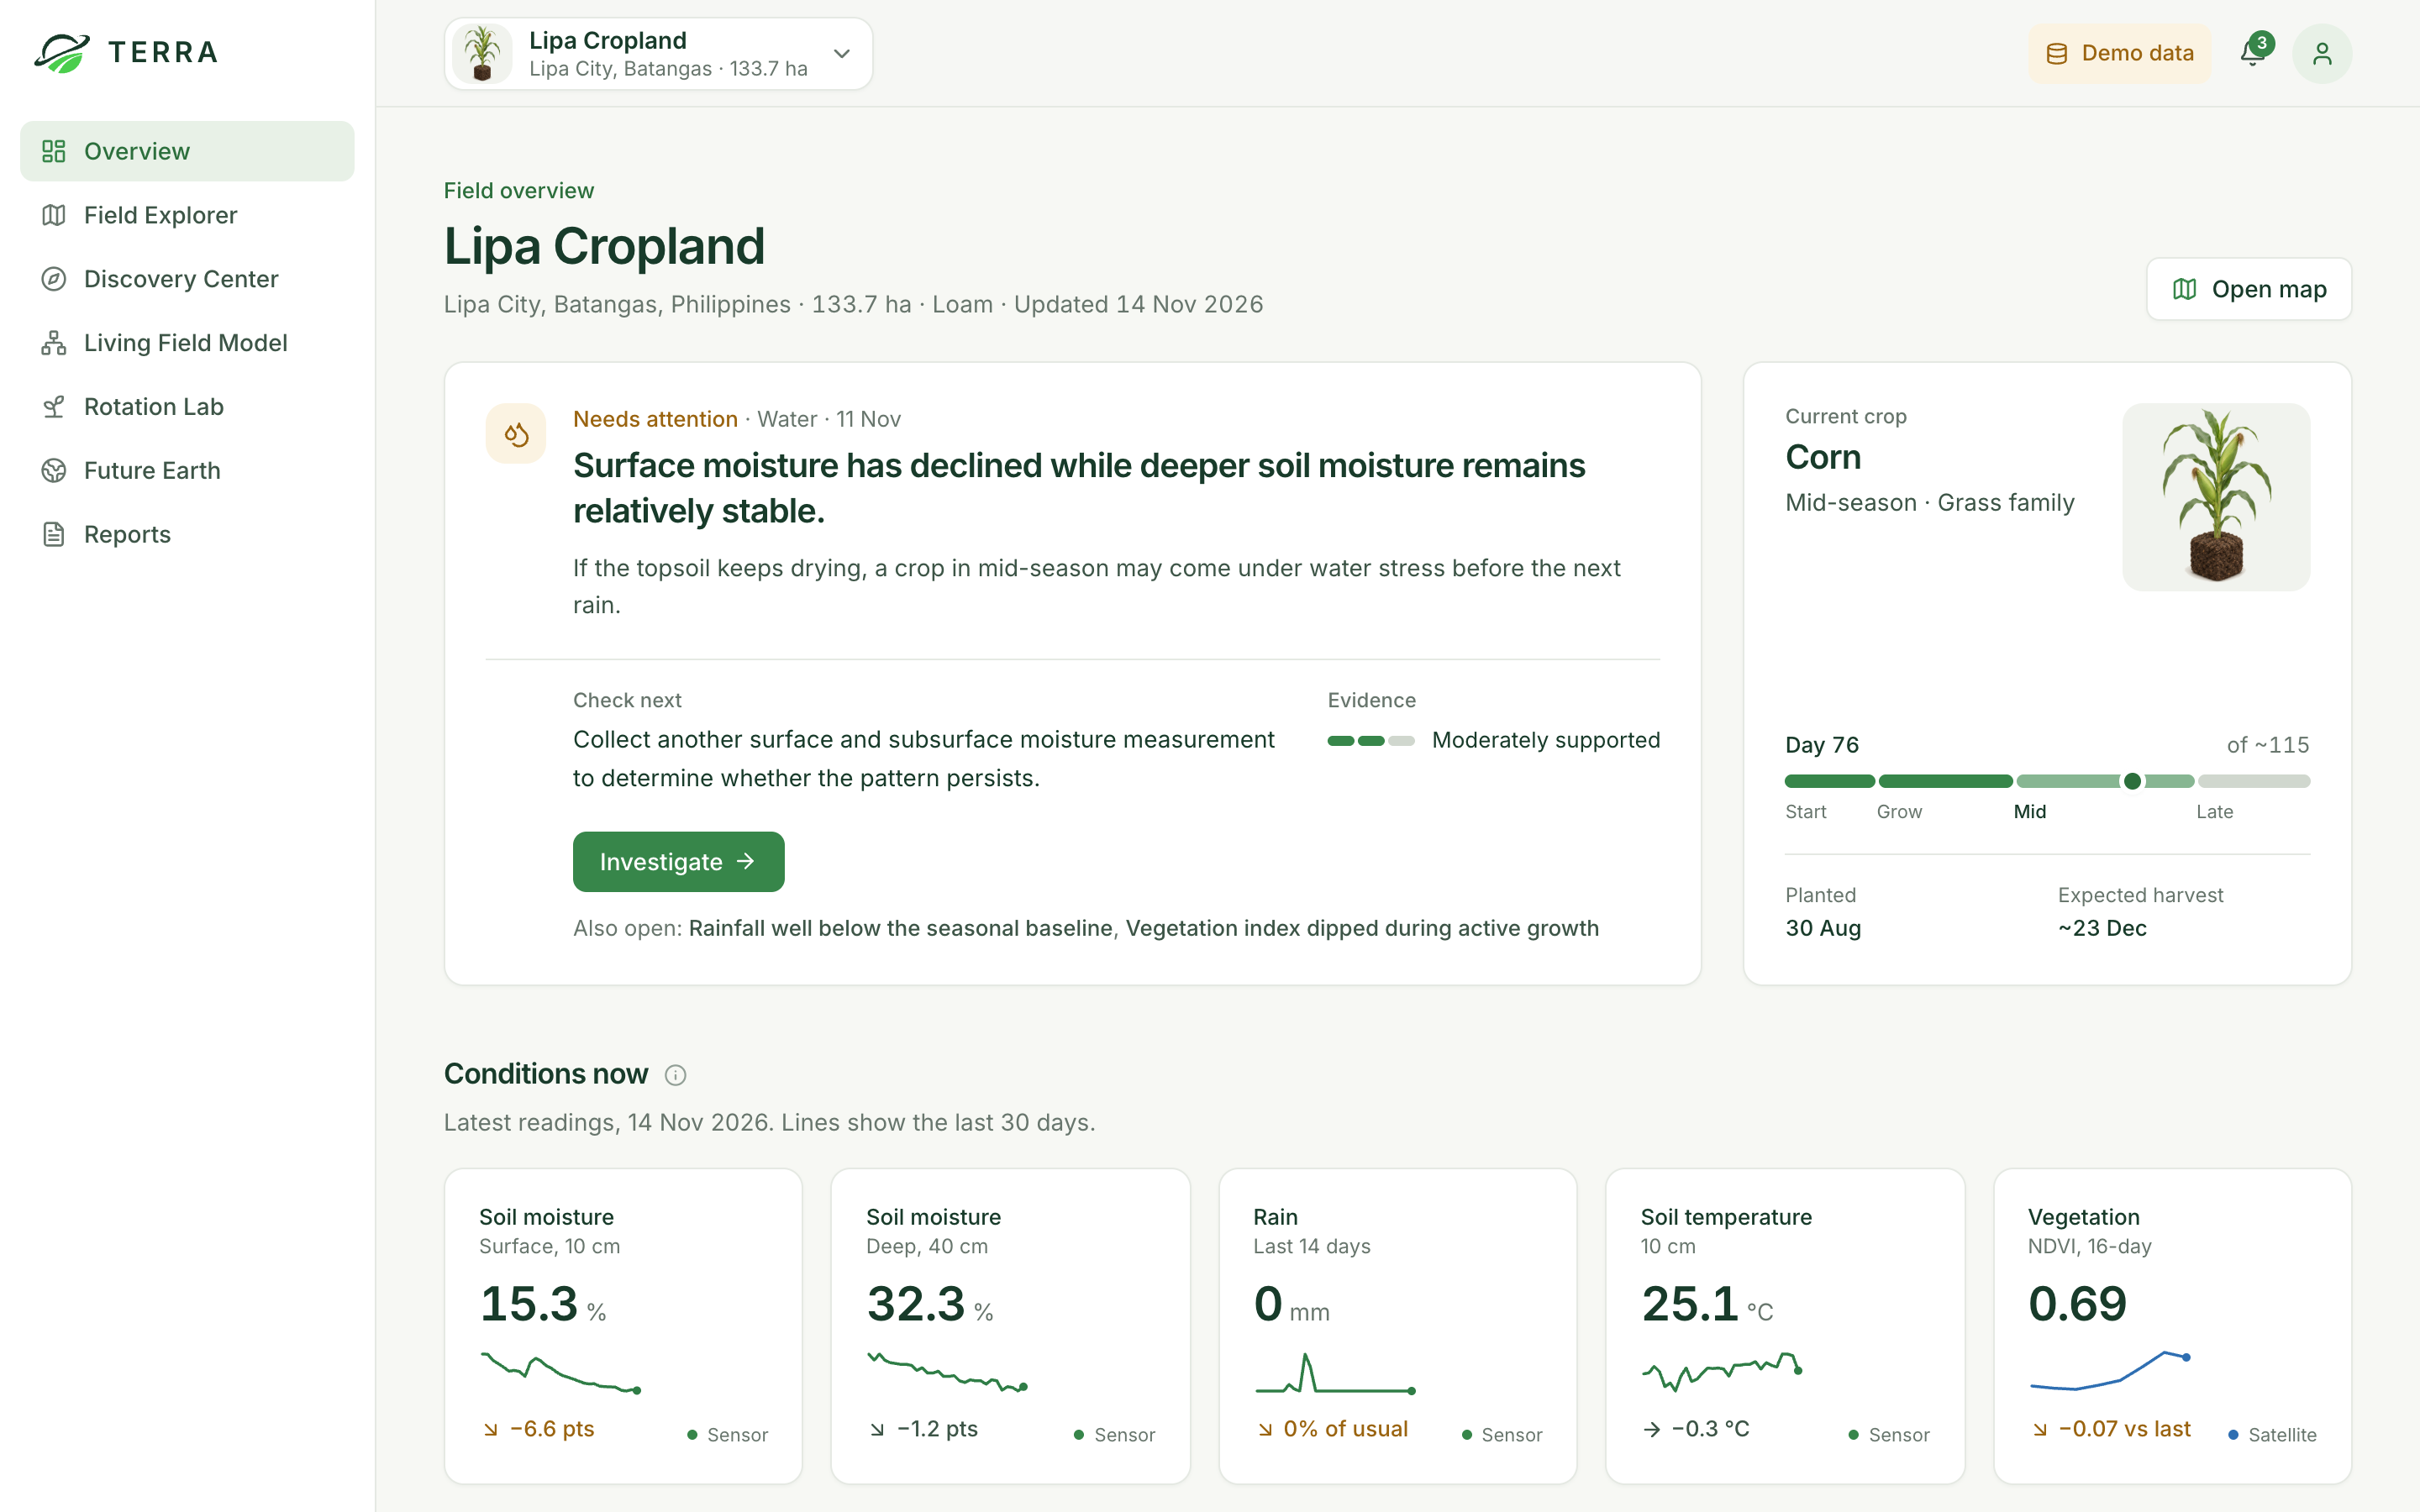 TERRA
Overview
Field Explorer
Discovery Center
Living Field Model
Rotation Lab
Future Earth
Reports
Lipa Cropland
Lipa City, Batangas · 133.7 ha
Demo data
3
Field overview
Lipa Cropland
Lipa City, Batangas, Philippines · 133.7 ha · Loam · Updated 14 Nov 2026
Open map
Needs attention · Water · 11 Nov
Surface moisture has declined while deeper soil moisture remains
relatively stable.
If the topsoil keeps drying, a crop in mid-season may come under water stress before the next
rain.
Check next
Collect another surface and subsurface moisture measurement
to determine whether the pattern persists.
Evidence
Moderately supported
Investigate →
Also open: Rainfall well below the seasonal baseline, Vegetation index dipped during active growth
Current crop
Corn
Mid-season · Grass family
Day 76
of ~115
Start
Grow
Mid
Late
Planted
30 Aug
Expected harvest
~23 Dec
Conditions now
Latest readings, 14 Nov 2026. Lines show the last 30 days.
Soil moisture
Surface, 10 cm
15.3 %
↘ −6.6 pts
Sensor
Soil moisture
Deep, 40 cm
32.3 %
↘ −1.2 pts
Sensor
Rain
Last 14 days
0 mm
↘ 0% of usual
Sensor
Soil temperature
10 cm
25.1 °C
→ −0.3 °C
Sensor
Vegetation
NDVI, 16-day
0.69
↘ −0.07 vs last
Satellite